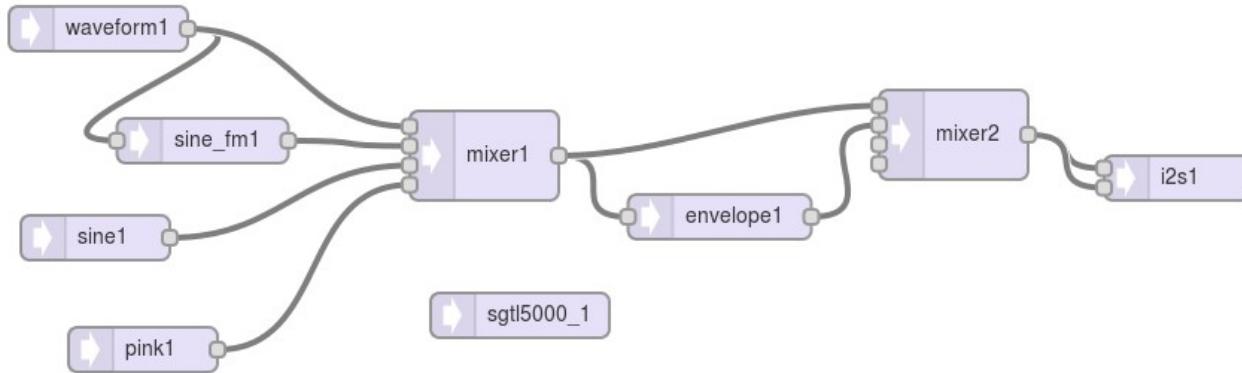 waveform1
sine_fm1
mixer1
mixer2
i2s1
envelope1
sine1
sgtl5000_1
pink1